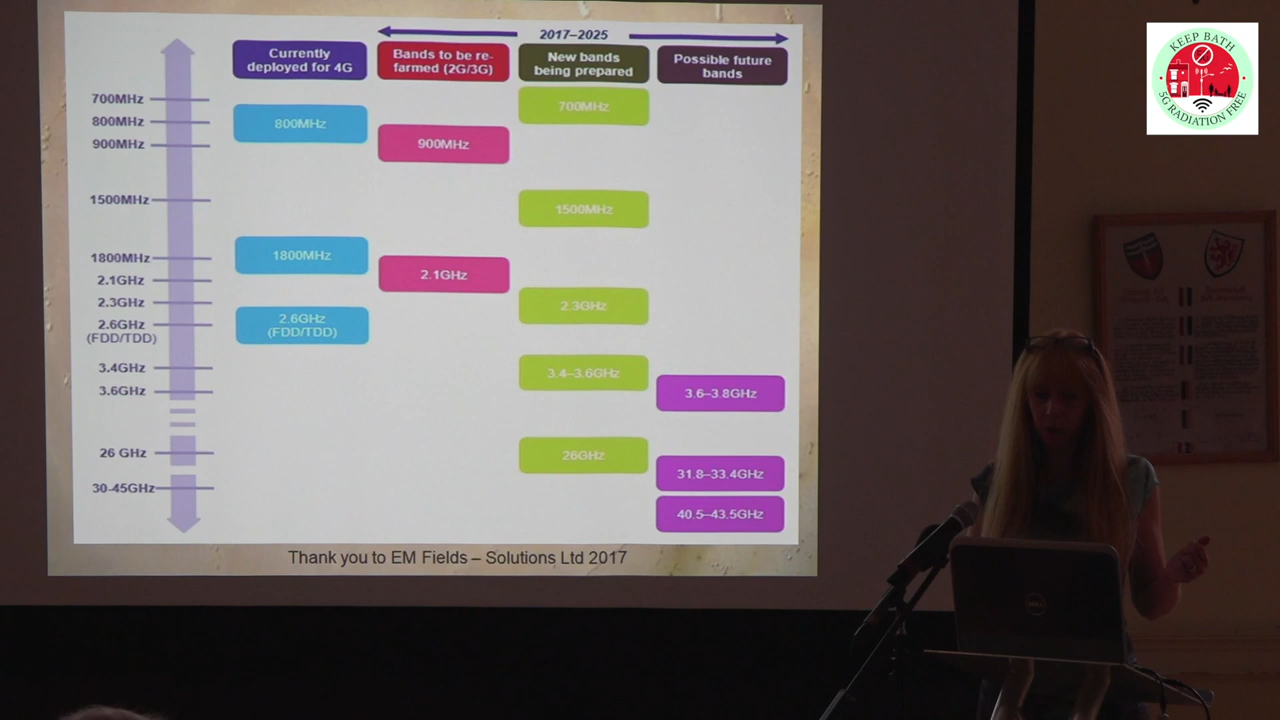 2017–2025
Currently
deployed for 4G
Bands to be re-
farmed (2G/3G)
New bands
being prepared
Possible future
bands
700MHz
800MHz
900MHz
1500MHz
1800MHz
2.1GHz
2.3GHz
2.6GHz
(FDD/TDD)
3.4GHz
3.6GHz
26 GHz
30-45GHz
800MHz
1800MHz
2.6GHz
(FDD/TDD)
900MHz
2.1GHz
700MHz
1500MHz
2.3GHz
3.4–3.6GHz
26GHz
3.6–3.8GHz
31.8–33.4GHz
40.5–43.5GHz
Thank you to EM Fields – Solutions Ltd 2017
KEEP BATH
5G RADIATION FREE
DELL